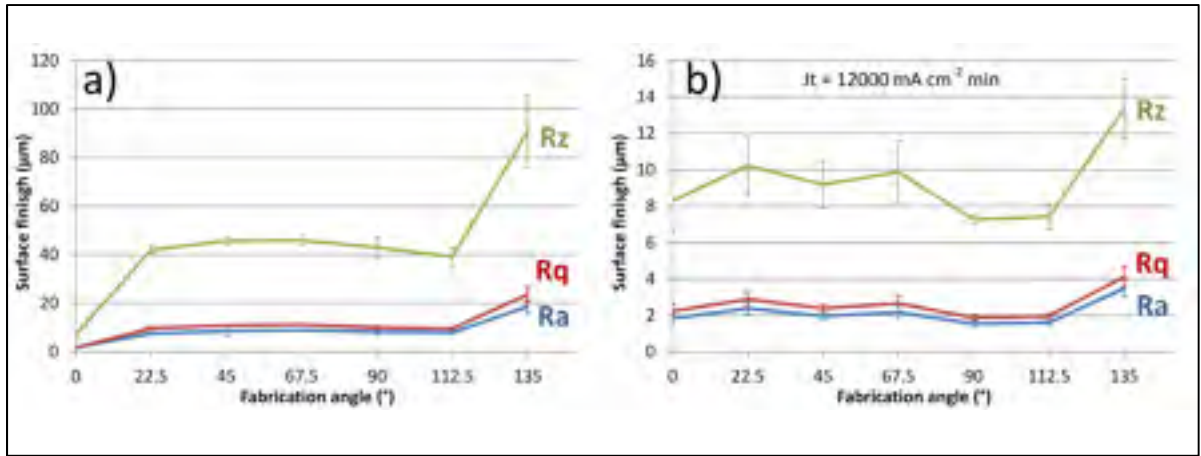 a)
120
100
80
60
40
20
0
Surface finisgh (µm)
0 22.5 45 67.5 90 112.5 135
Fabrication angle (°)
Rz
Rq
Ra
b)
Jt = 12000 mA cm⁻² min
16
14
12
10
8
6
4
2
0
Surface finisgh (µm)
0 22.5 45 67.5 90 112.5 135
Fabrication angle (°)
Rz
Rq
Ra